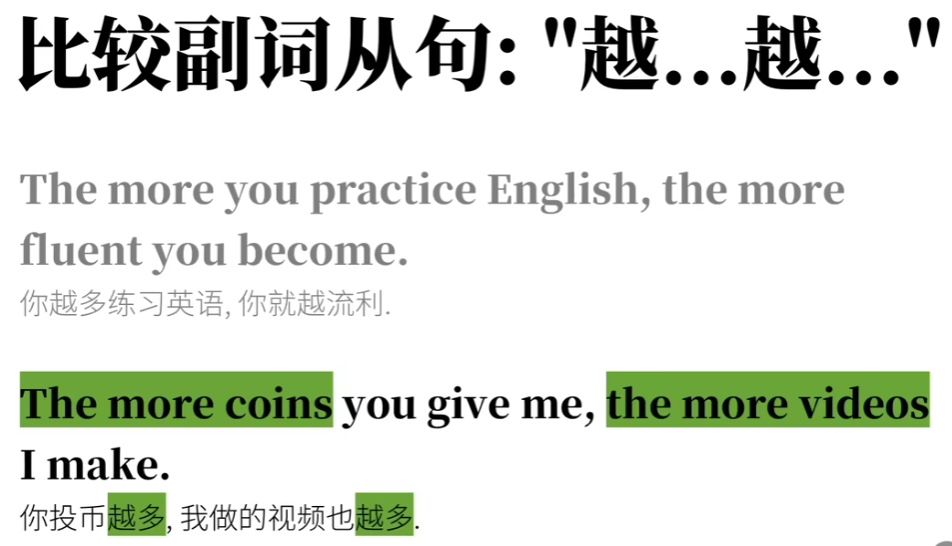 比较副词从句: "越...越..."
The more you practice English, the more
fluent you become.
你越多练习英语, 你就越流利.
The more coins you give me, the more videos
I make.
你投币越多, 我做的视频也越多.